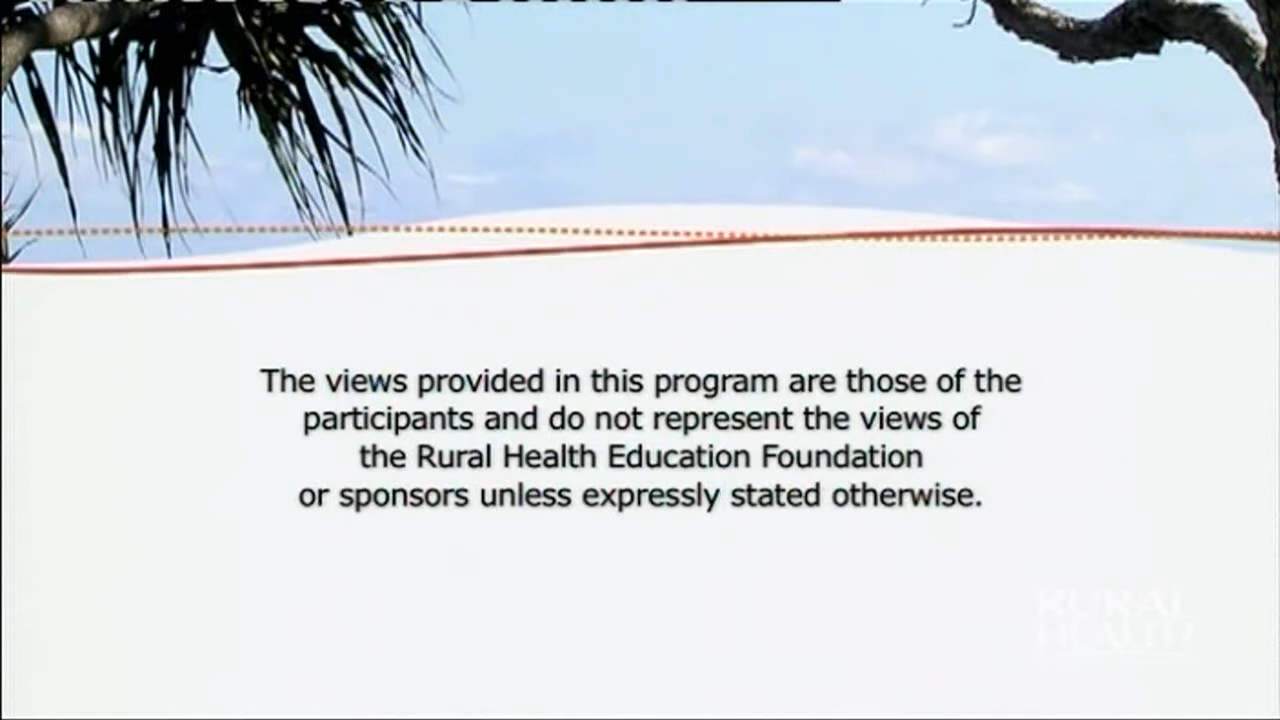 The views provided in this program are those of the
participants and do not represent the views of
the Rural Health Education Foundation
or sponsors unless expressly stated otherwise.
RURAL
HEALTH